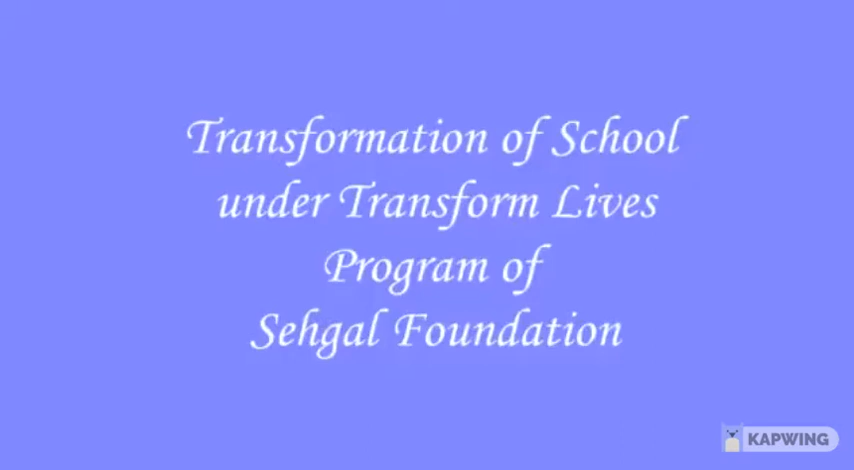 Transformation of School
under Transform Lives
Program of
Sehgal Foundation
KAPWING